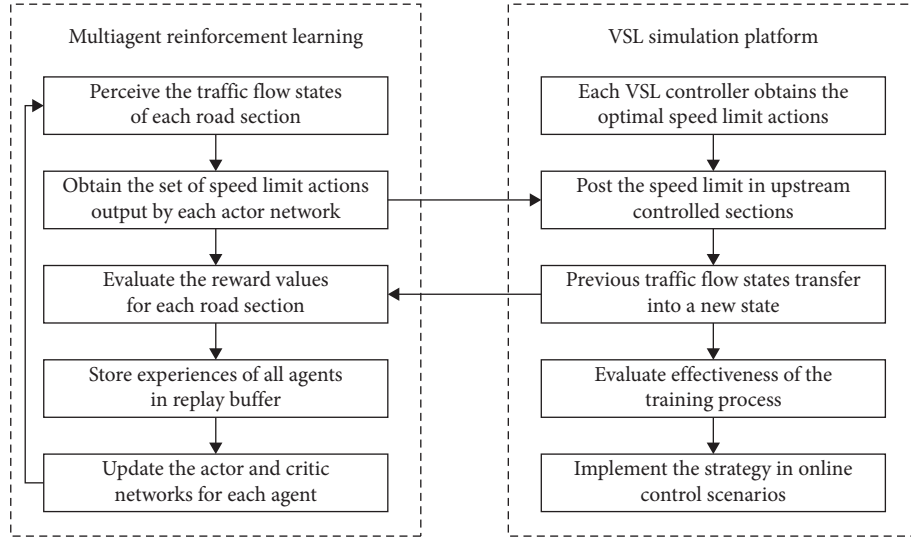 Multiagent reinforcement learning
Perceive the traffic flow states
of each road section
Obtain the set of speed limit actions
output by each actor network
Evaluate the reward values
for each road section
Store experiences of all agents
in replay buffer
Update the actor and critic
networks for each agent
VSL simulation platform
Each VSL controller obtains the
optimal speed limit actions
Post the speed limit in upstream
controlled sections
Previous traffic flow states transfer
into a new state
Evaluate effectiveness of the
training process
Implement the strategy in online
control scenarios